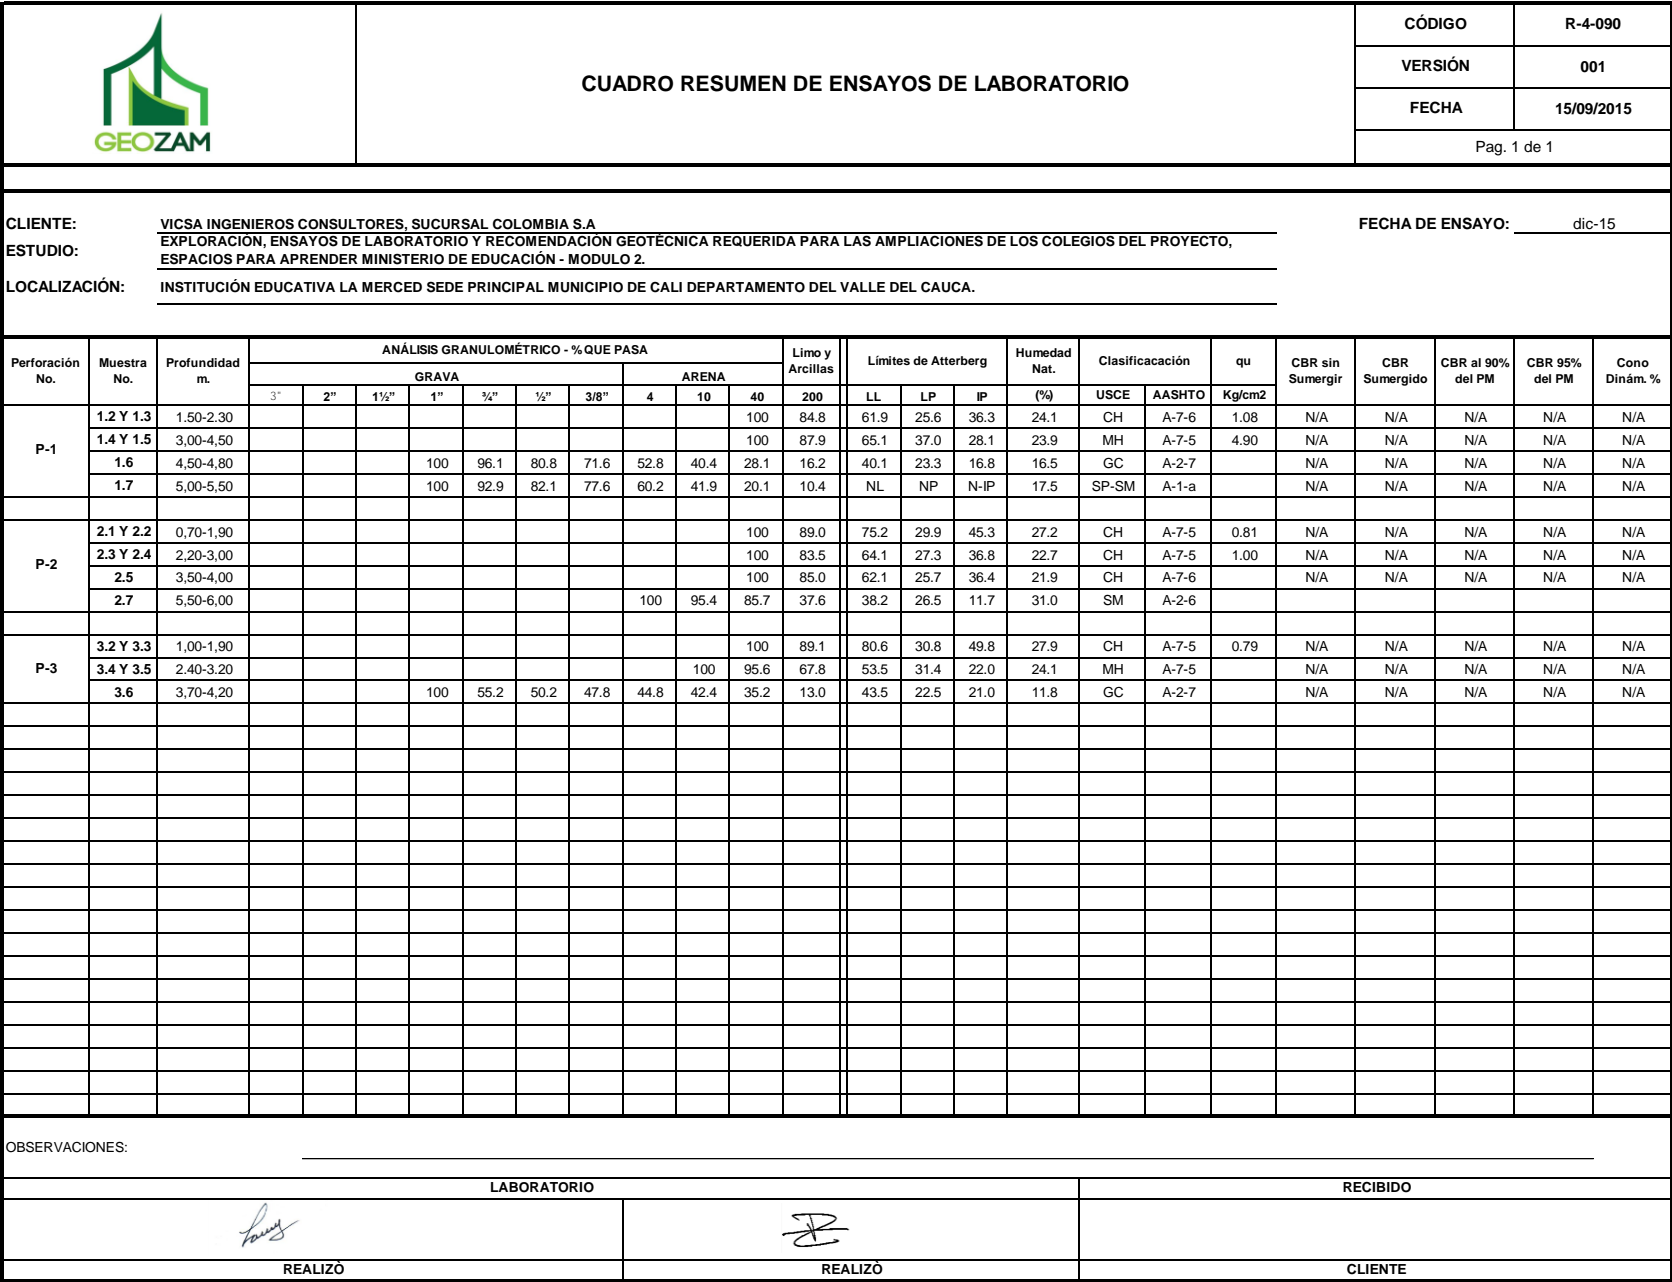 GEOZAM
CUADRO RESUMEN DE ENSAYOS DE LABORATORIO
CÓDIGO R-4-090
VERSIÓN 001
FECHA 15/09/2015
Pag. 1 de 1
CLIENTE: VICSA INGENIEROS CONSULTORES, SUCURSAL COLOMBIA S.A FECHA DE ENSAYO: dic-15
ESTUDIO: EXPLORACIÓN, ENSAYOS DE LABORATORIO Y RECOMENDACIÓN GEOTÉCNICA REQUERIDA PARA LAS AMPLIACIONES DE LOS COLEGIOS DEL PROYECTO,
ESPACIOS PARA APRENDER MINISTERIO DE EDUCACIÓN - MODULO 2.
LOCALIZACIÓN: INSTITUCIÓN EDUCATIVA LA MERCED SEDE PRINCIPAL MUNICIPIO DE CALI DEPARTAMENTO DEL VALLE DEL CAUCA.
Perforación No. Muestra No. Profundidad m. ANÁLISIS GRANULOMÉTRICO - % QUE PASA Limo y Arcillas Límites de Atterberg Humedad Nat. Clasificacación qu CBR sin Sumergir CBR Sumergido CBR al 90% del PM CBR 95% del PM Cono Dinám. %
GRAVA ARENA
3" 2” 1½” 1” ¾” ½” 3/8” 4 10 40 200 LL LP IP (%) USCE AASHTO Kg/cm2
P-1
1.2 Y 1.3 1.50-2.30 100 84.8 61.9 25.6 36.3 24.1 CH A-7-6 1.08 N/A N/A N/A N/A N/A
1.4 Y 1.5 3,00-4,50 100 87.9 65.1 37.0 28.1 23.9 MH A-7-5 4.90 N/A N/A N/A N/A N/A
1.6 4,50-4,80 100 96.1 80.8 71.6 52.8 40.4 28.1 16.2 40.1 23.3 16.8 16.5 GC A-2-7 N/A N/A N/A N/A N/A
1.7 5,00-5,50 100 92.9 82.1 77.6 60.2 41.9 20.1 10.4 NL NP N-IP 17.5 SP-SM A-1-a N/A N/A N/A N/A N/A
P-2
2.1 Y 2.2 0,70-1,90 100 89.0 75.2 29.9 45.3 27.2 CH A-7-5 0.81 N/A N/A N/A N/A N/A
2.3 Y 2.4 2,20-3,00 100 83.5 64.1 27.3 36.8 22.7 CH A-7-5 1.00 N/A N/A N/A N/A N/A
2.5 3,50-4,00 100 85.0 62.1 25.7 36.4 21.9 CH A-7-6 N/A N/A N/A N/A N/A
2.7 5,50-6,00 100 95.4 85.7 37.6 38.2 26.5 11.7 31.0 SM A-2-6
P-3
3.2 Y 3.3 1,00-1,90 100 89.1 80.6 30.8 49.8 27.9 CH A-7-5 0.79 N/A N/A N/A N/A N/A
3.4 Y 3.5 2.40-3.20 100 95.6 67.8 53.5 31.4 22.0 24.1 MH A-7-5 N/A N/A N/A N/A N/A
3.6 3,70-4,20 100 55.2 50.2 47.8 44.8 42.4 35.2 13.0 43.5 22.5 21.0 11.8 GC A-2-7 N/A N/A N/A N/A N/A
OBSERVACIONES:
LABORATORIO RECIBIDO
REALIZÒ REALIZÒ CLIENTE